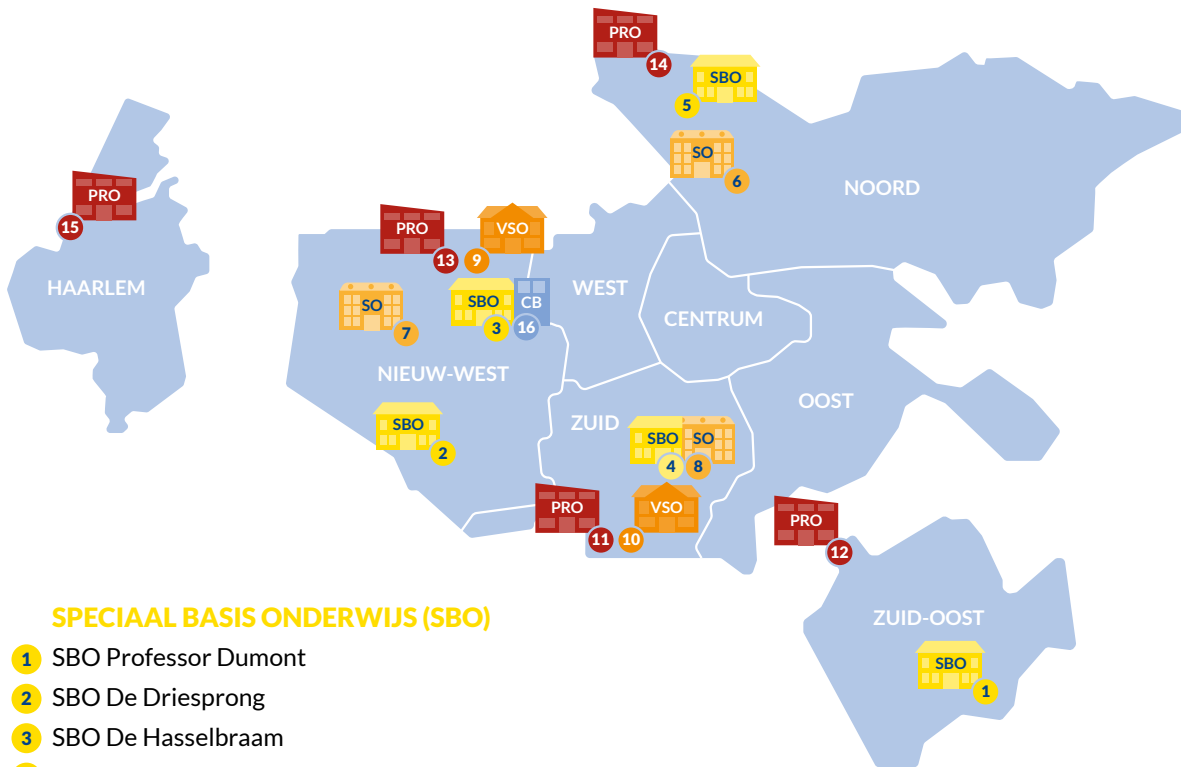 PRO
14
SBO
5
SO
6
NOORD
PRO
15
HAARLEM
PRO
13
VSO
9
SO
7
SBO
3
CB
16
WEST
CENTRUM
NIEUW-WEST
SBO
2
ZUID
SBO
4
SO
8
OOST
PRO
11
VSO
10
PRO
12
ZUID-OOST
SBO
1
SPECIAAL BASIS ONDERWIJS (SBO)
1 SBO Professor Dumont
2 SBO De Driesprong
3 SBO De Hasselbraam